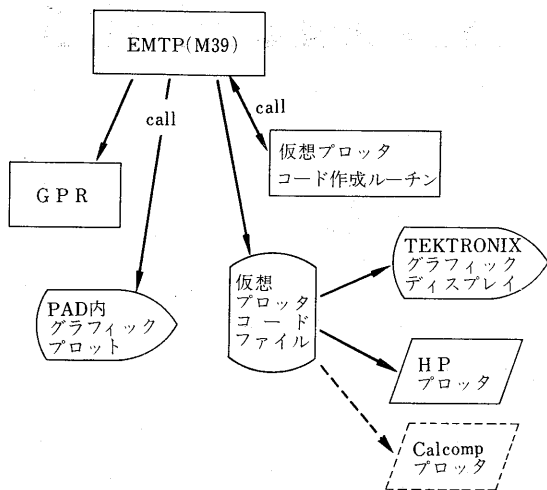 EMTP(M39)
call
call
仮想プロッタ
コード作成ルーチン
GPR
PAD内
グラフィック
プロット
仮想
プロッタ
コード
ファイル
TEKTRONIX
グラフィック
ディスプレイ
HP
プロッタ
Calcomp
プロッタ